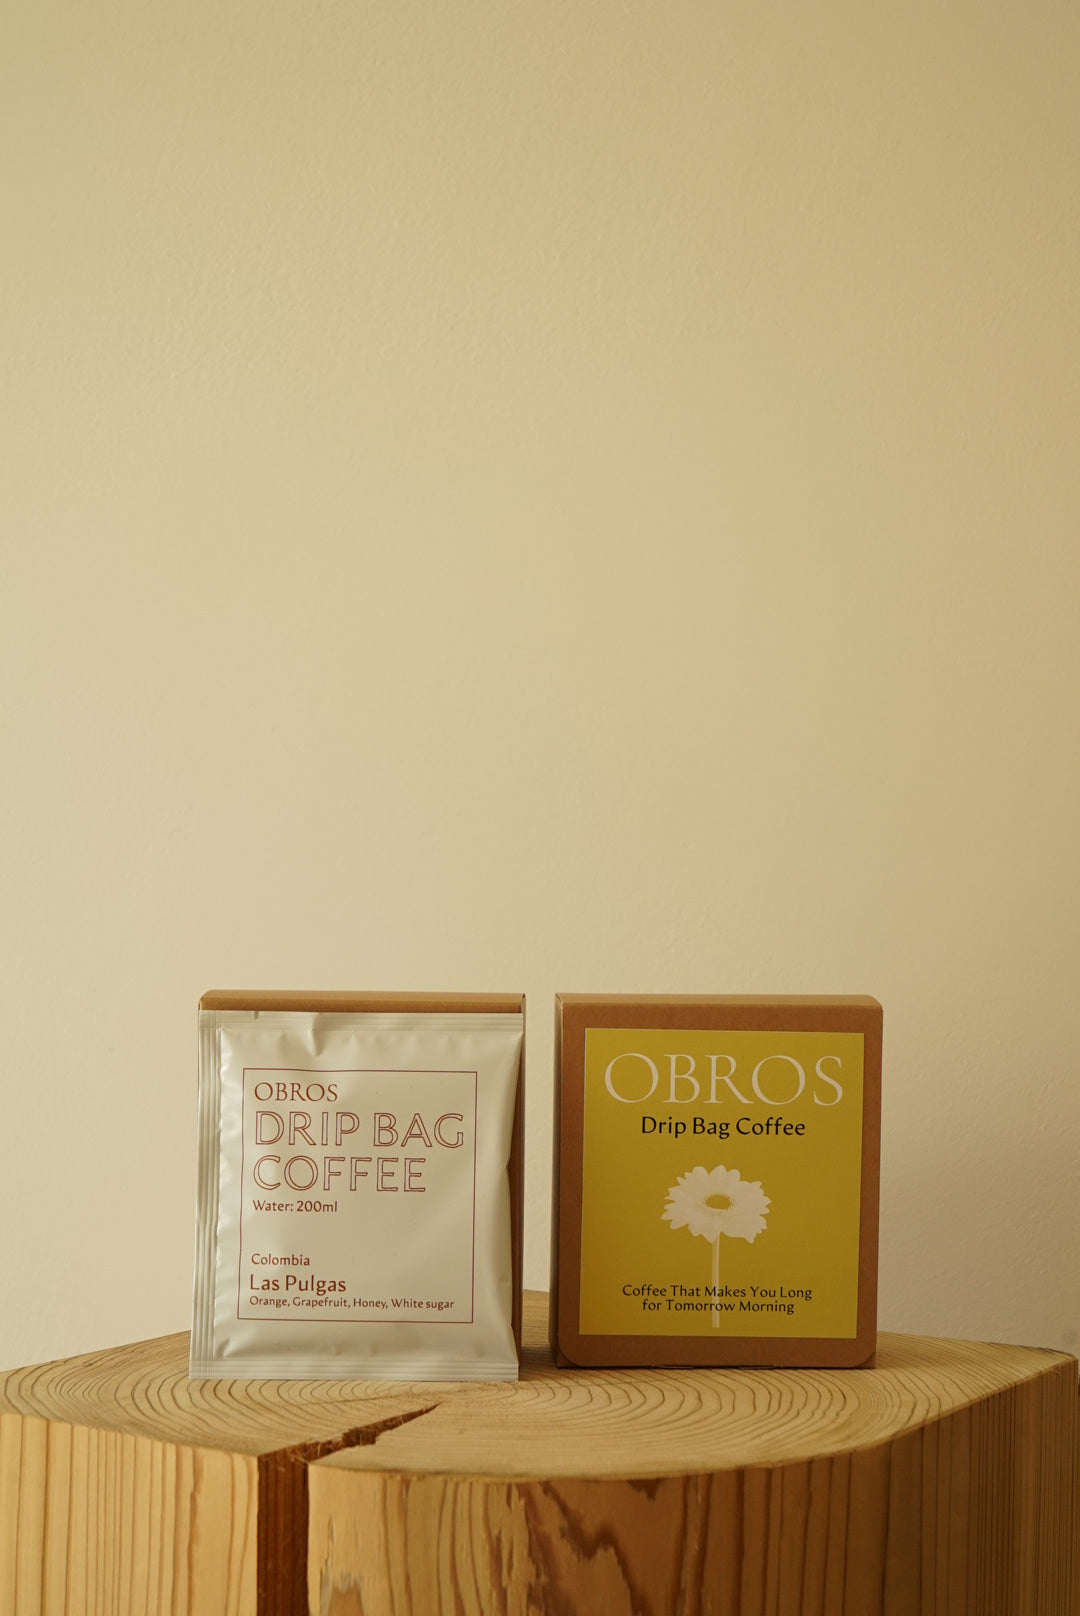 OBROS
DRIP BAG
COFFEE
Water: 200ml
Colombia
Las Pulgas
Orange, Grapefruit, Honey, White sugar
OBROS
Drip Bag Coffee
Coffee That Makes You Long
for Tomorrow Morning